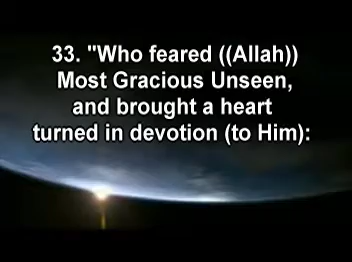 33. "Who feared ((Allah))
Most Gracious Unseen,
and brought a heart
turned in devotion (to Him):